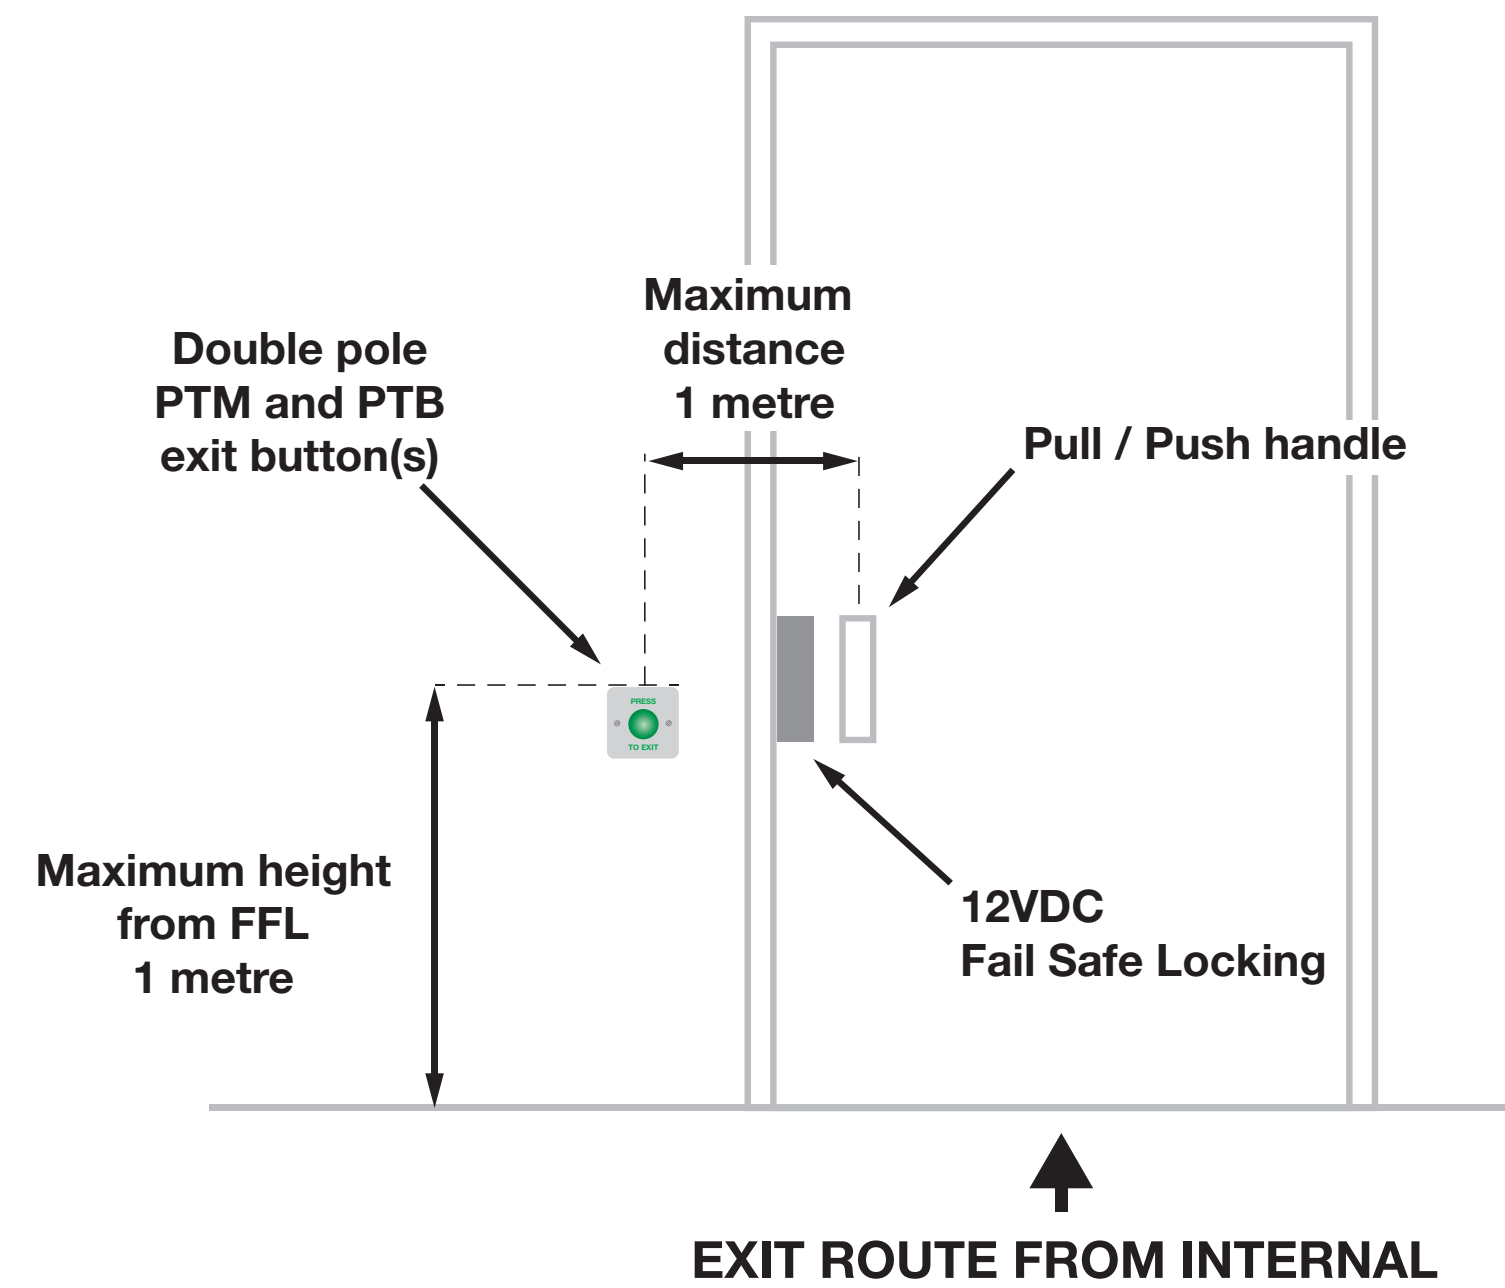 Maximum
distance
1 metre
Double pole
PTM and PTB
exit button(s)
Pull / Push handle
PRESS
TO EXIT
Maximum height
from FFL
1 metre
12VDC
Fail Safe Locking
EXIT ROUTE FROM INTERNAL